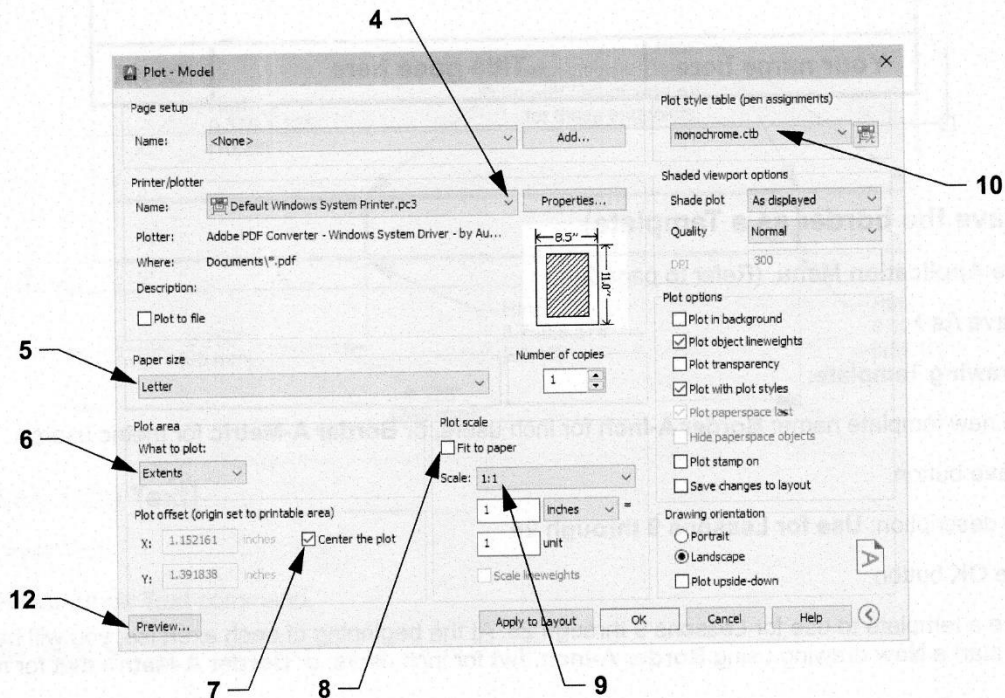 4
Plot - Model
Page setup
Name: <None> Add...
Plot style table (pen assignments)
monochrome.ctb
10
Printer/plotter
Name: Default Windows System Printer.pc3 Properties...
Plotter: Adobe PDF Converter - Windows System Driver - by Au...
Where: Documents\*.pdf
Description:
Plot to file
8.5"
11.0"
Shaded viewport options
Shade plot As displayed
Quality Normal
DPI 300
5
Paper size
Letter
Number of copies
1
Plot options
Plot in background
Plot object lineweights
Plot transparency
Plot with plot styles
Plot paperspace last
Hide paperspace objects
Plot stamp on
Save changes to layout
6
Plot area
What to plot:
Extents
Plot scale
Fit to paper
Scale: 1:1
1 inches =
1 unit
Scale lineweights
Plot offset (origin set to printable area)
X: 1.152161 inches
Center the plot
Y: 1.391838 inches
Drawing orientation
Portrait
Landscape
Plot upside-down
A
12
Preview...
Apply to Layout OK Cancel Help
7
8
9